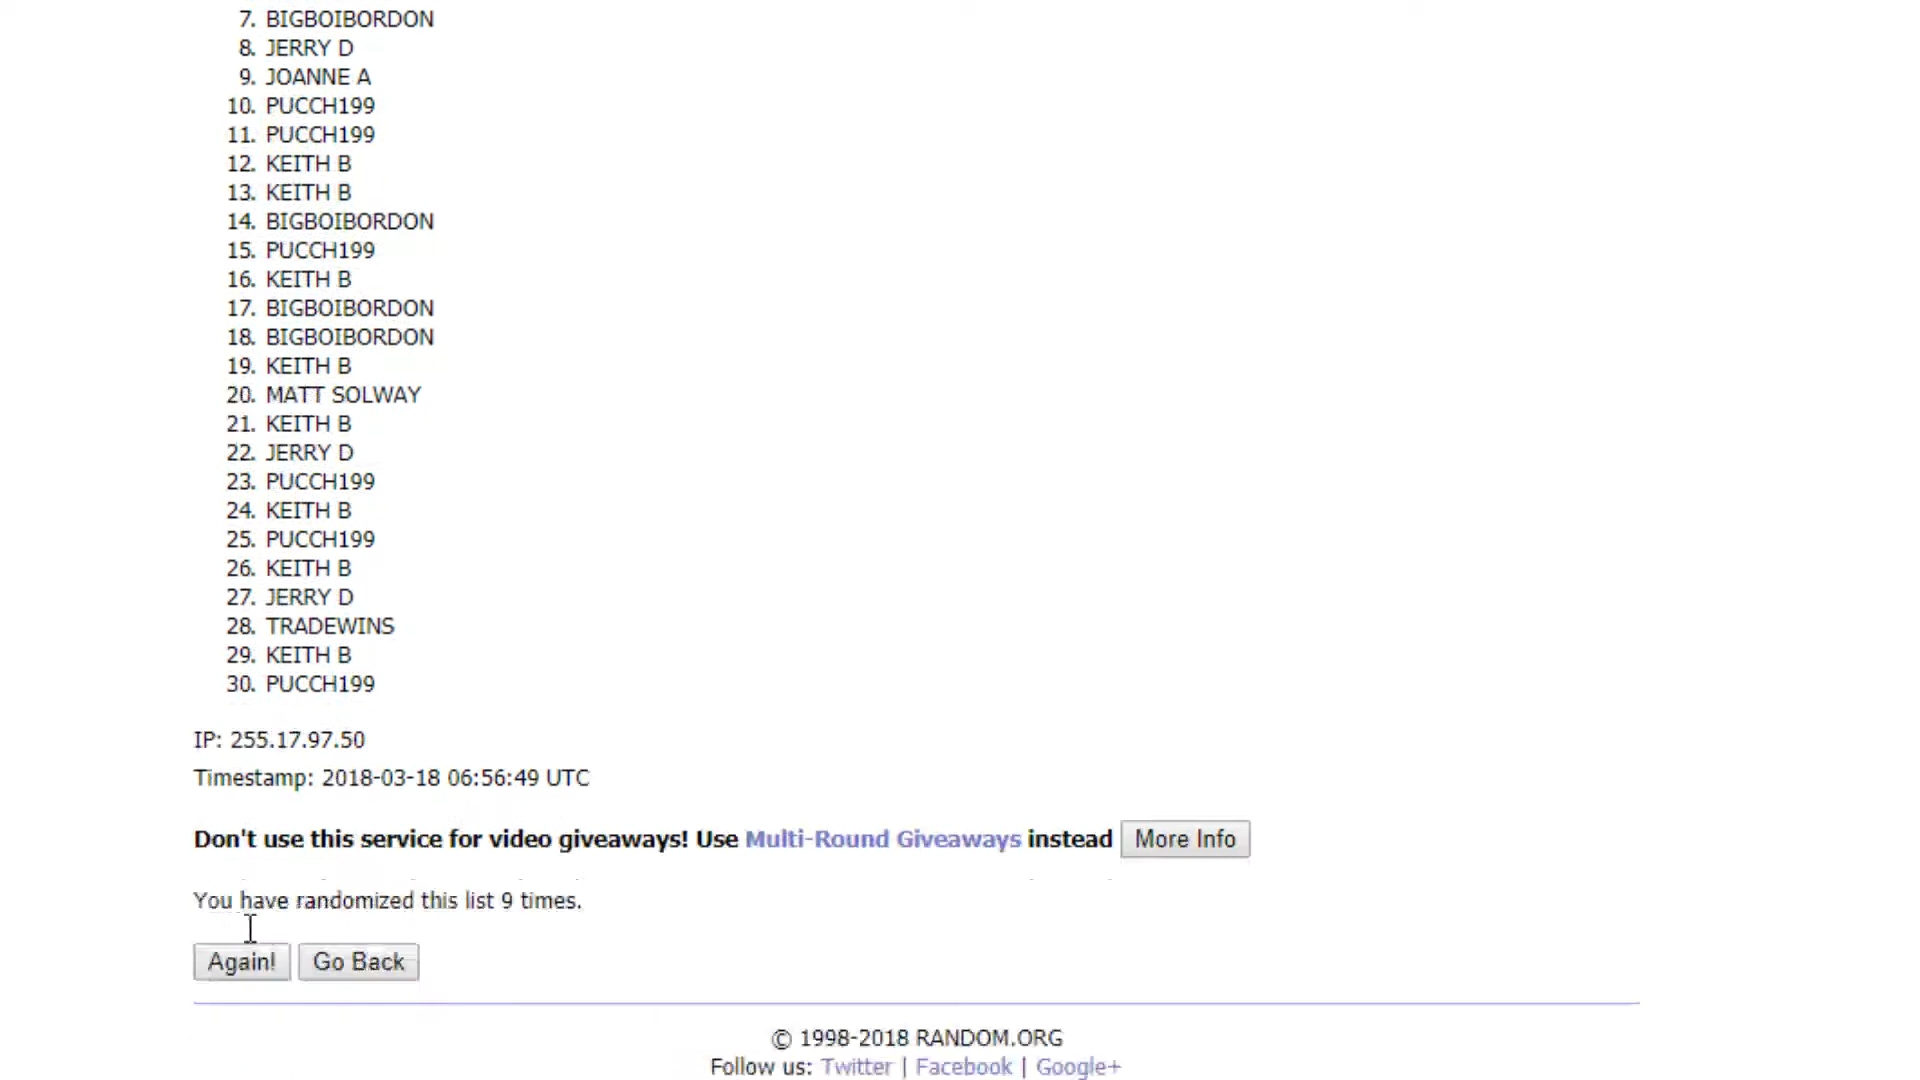 7. BIGBOIBORDON
8. JERRY D
9. JOANNE A
10. PUCCH199
11. PUCCH199
12. KEITH B
13. KEITH B
14. BIGBOIBORDON
15. PUCCH199
16. KEITH B
17. BIGBOIBORDON
18. BIGBOIBORDON
19. KEITH B
20. MATT SOLWAY
21. KEITH B
22. JERRY D
23. PUCCH199
24. KEITH B
25. PUCCH199
26. KEITH B
27. JERRY D
28. TRADEWINS
29. KEITH B
30. PUCCH199
IP: 255.17.97.50
Timestamp: 2018-03-18 06:56:49 UTC
Don't use this service for video giveaways! Use Multi-Round Giveaways instead More Info
You have randomized this list 9 times.
Again! Go Back
© 1998-2018 RANDOM.ORG
Follow us: Twitter | Facebook | Google+